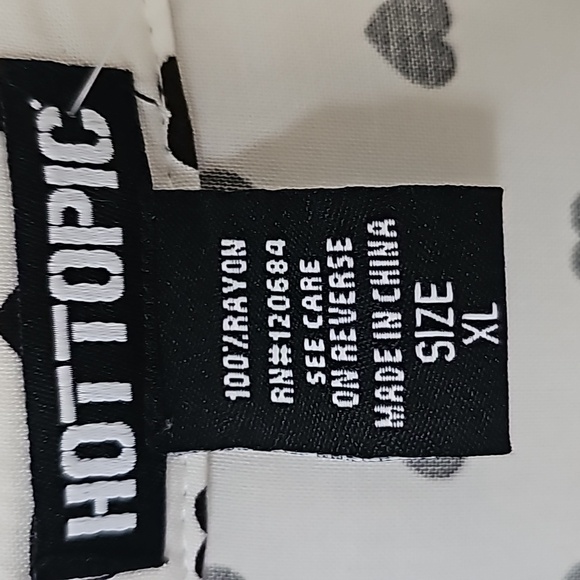 HOT TOPIC
100%RAYON
RN#120684
SEE CARE
ON REVERSE
MADE IN CHINA
SIZE
XL